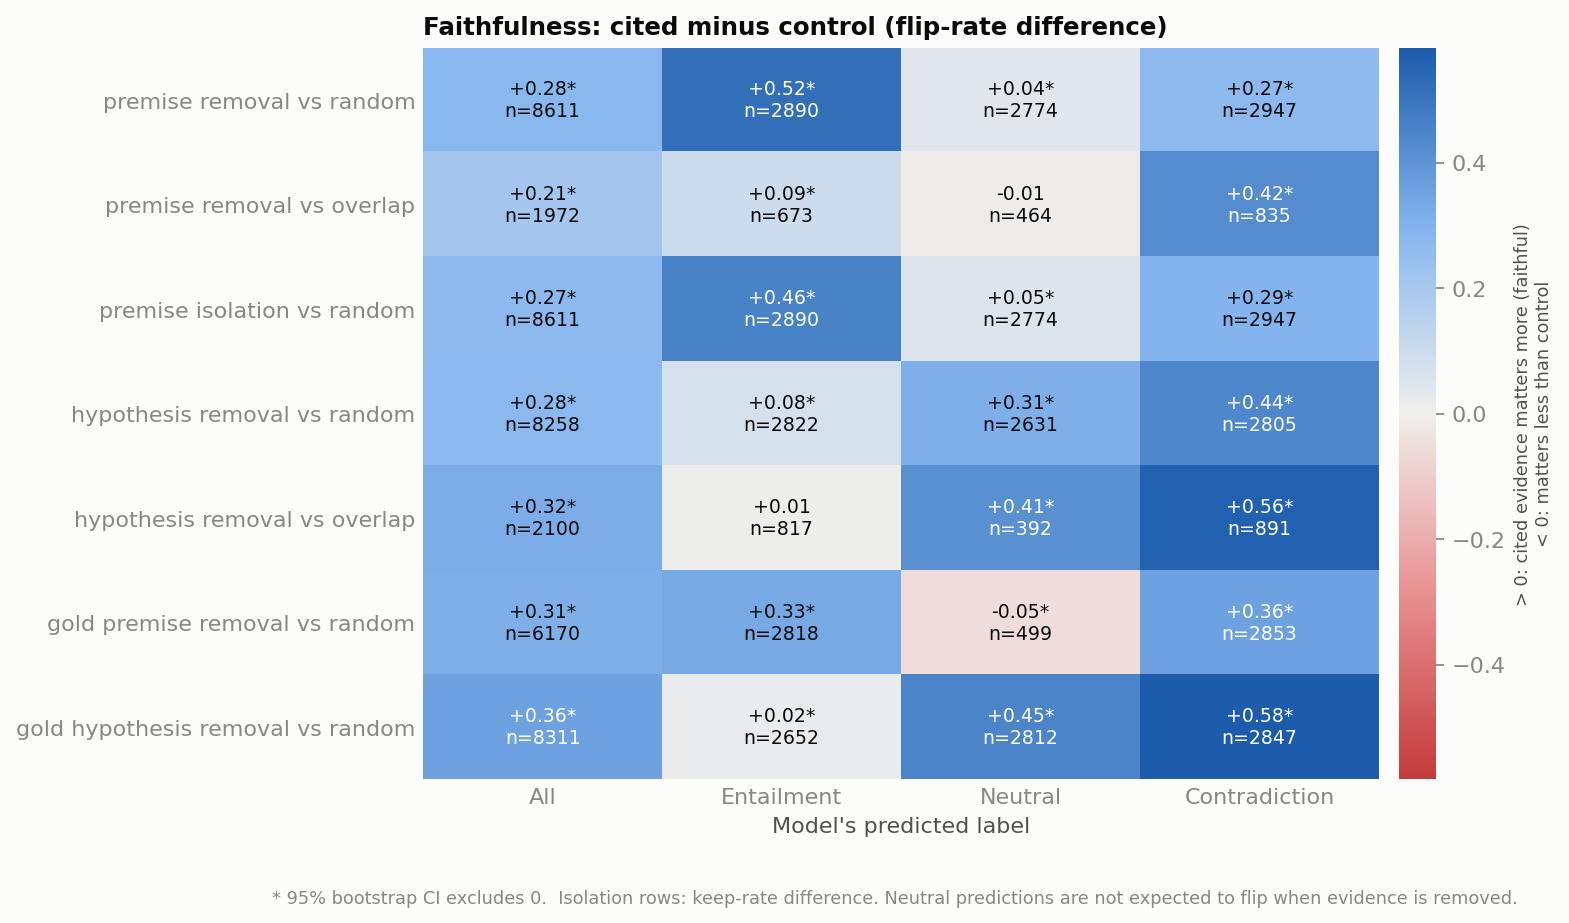 Faithfulness: cited minus control (flip-rate difference)
premise removal vs random
+0.28*
n=8611
+0.52*
n=2890
+0.04*
n=2774
+0.27*
n=2947
premise removal vs overlap
+0.21*
n=1972
+0.09*
n=673
-0.01
n=464
+0.42*
n=835
premise isolation vs random
+0.27*
n=8611
+0.46*
n=2890
+0.05*
n=2774
+0.29*
n=2947
hypothesis removal vs random
+0.28*
n=8258
+0.08*
n=2822
+0.31*
n=2631
+0.44*
n=2805
hypothesis removal vs overlap
+0.32*
n=2100
+0.01
n=817
+0.41*
n=392
+0.56*
n=891
gold premise removal vs random
+0.31*
n=6170
+0.33*
n=2818
-0.05*
n=499
+0.36*
n=2853
gold hypothesis removal vs random
+0.36*
n=8311
+0.02*
n=2652
+0.45*
n=2812
+0.58*
n=2847
All
Entailment
Neutral
Contradiction
Model's predicted label
0.4
0.2
0.0
−0.2
−0.4
> 0: cited evidence matters more (faithful)
< 0: matters less than control
* 95% bootstrap CI excludes 0.  Isolation rows: keep-rate difference. Neutral predictions are not expected to flip when evidence is removed.